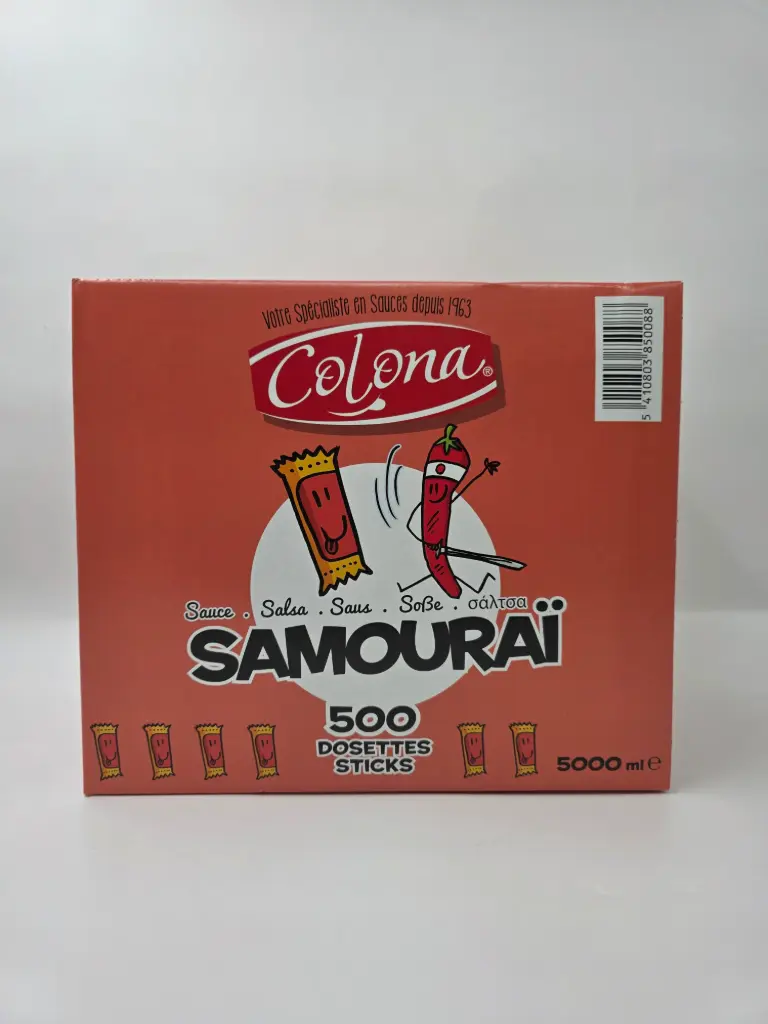 Votre Spécialiste en Sauces depuis 1963
Colona®
5 410803 850088
Sauce . Salsa . Saus . Soße . σάλτσα
SAMOURAÏ
500
DOSETTES
STICKS
5000 ml e